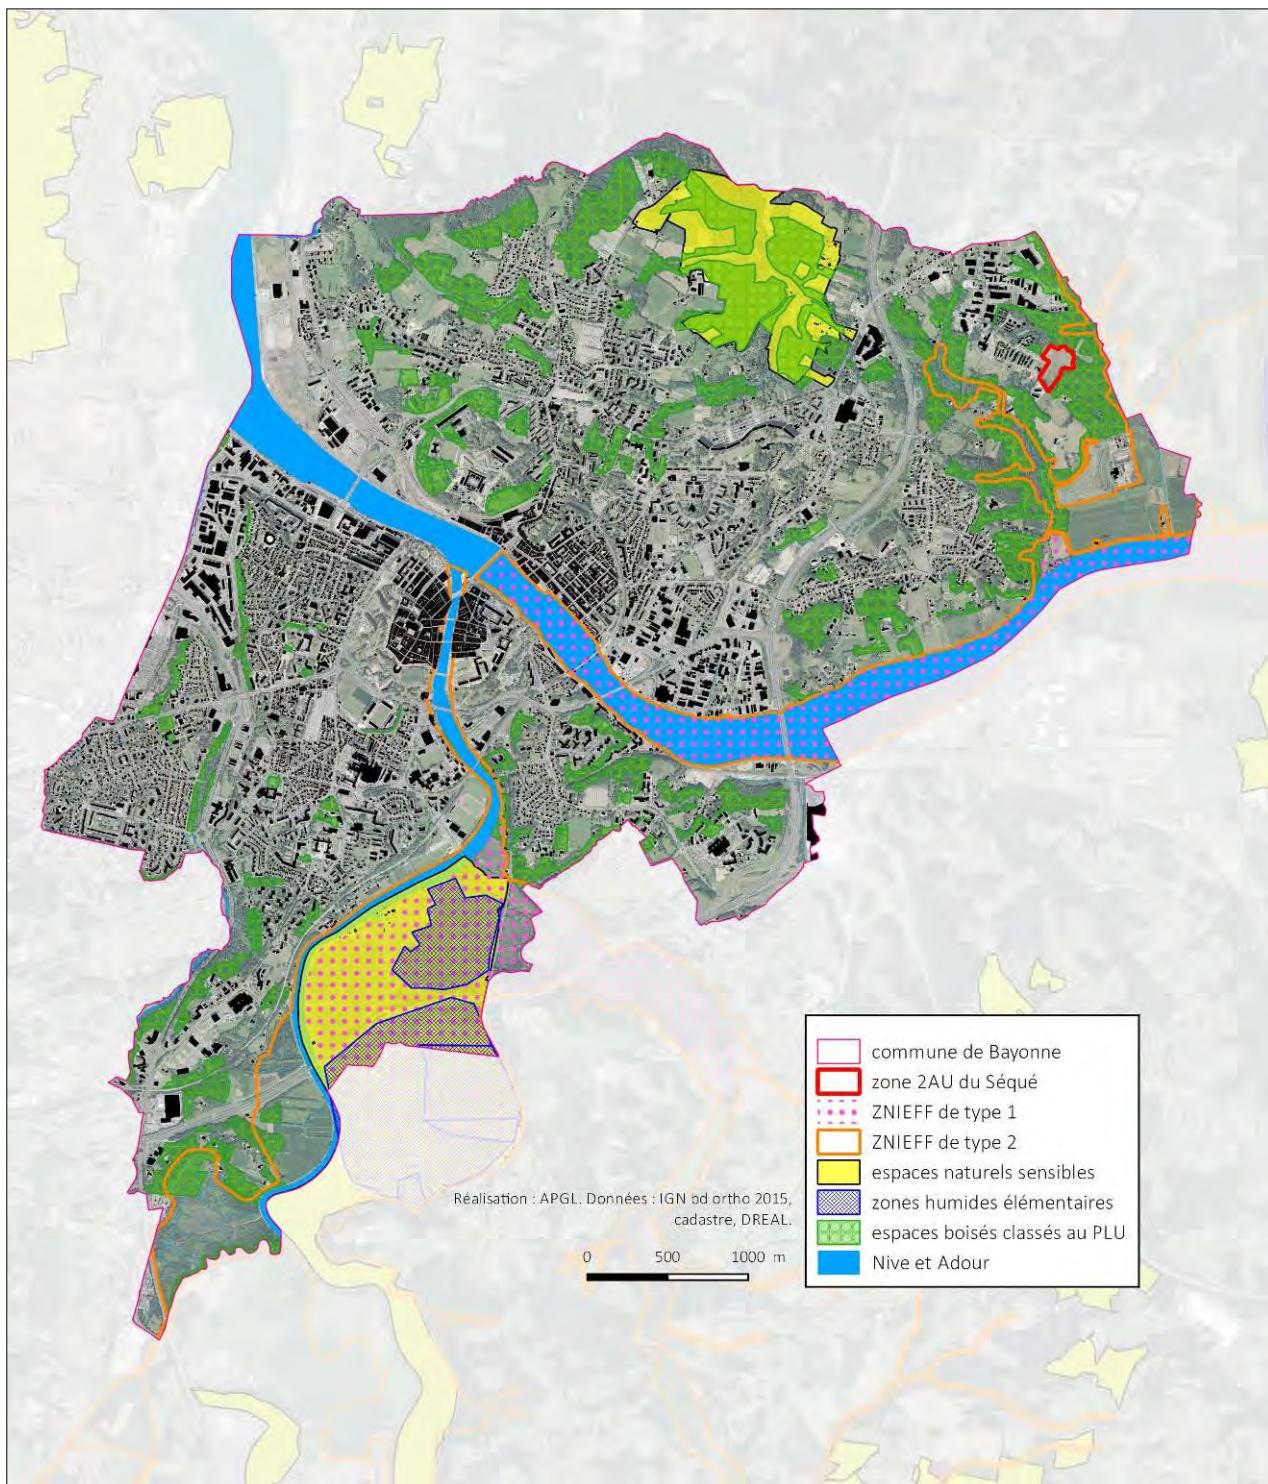 commune de Bayonne
zone 2AU du Séqué
ZNIEFF de type 1
ZNIEFF de type 2
espaces naturels sensibles
zones humides élémentaires
espaces boisés classés au PLU
Nive et Adour
Réalisation : APGL. Données : IGN bd ortho 2015,
cadastre, DREAL.
0 500 1000 m